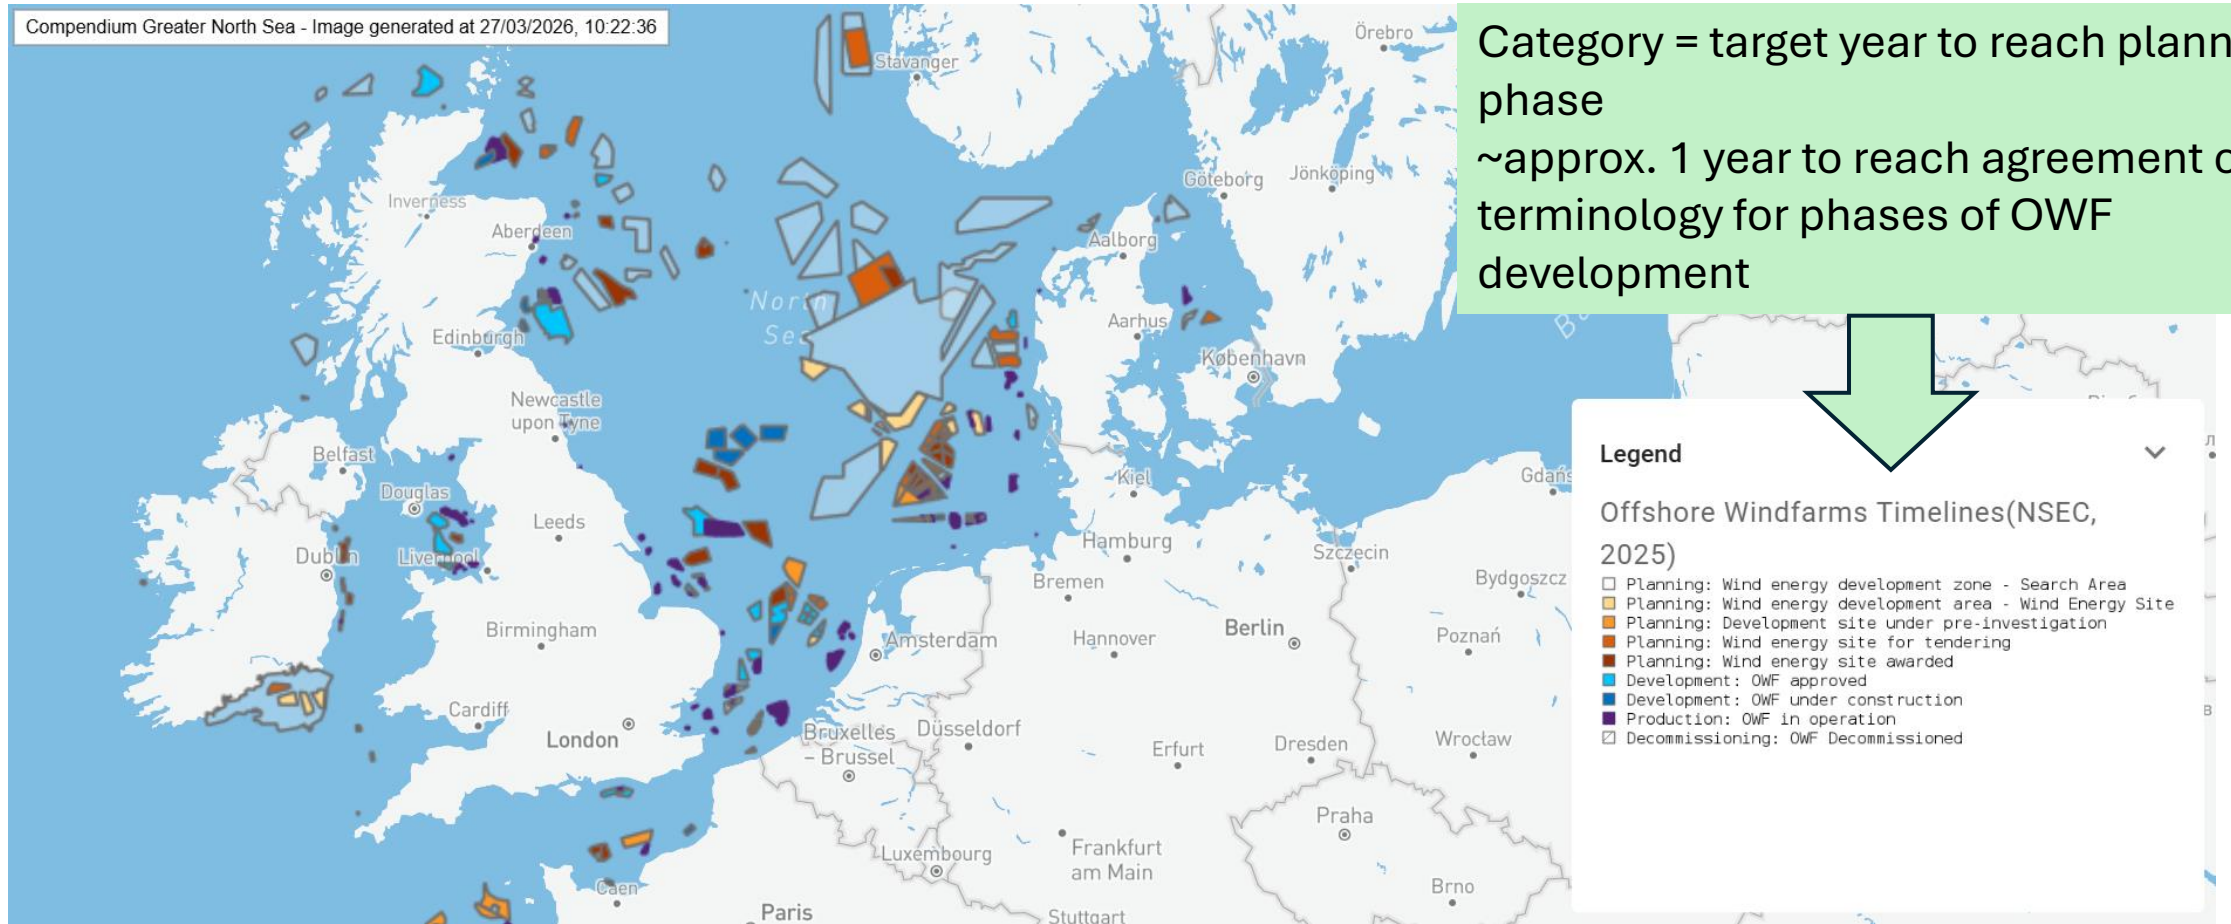 Compendium Greater North Sea - Image generated at 27/03/2026, 10:22:36
Category = target year to reach plann
phase
~approx. 1 year to reach agreement
terminology for phases of OWF
development
Örebro
Stavanger
Göteborg
Jönköping
Inverness
Aberdeen
Aalborg
North
Sea
Edinburgh
Aarhus
København
Newcastle
upon Tyne
Belfast
Kiel
Gdańs
Douglas
Leeds
Dublin
Liverpool
Hamburg
Szczecin
Bremen
Bydgoszcz
Birmingham
Amsterdam
Hannover
Berlin
Poznań
Cardiff
London
Bruxelles
– Brussel
Düsseldorf
Erfurt
Dresden
Wrocław
Praha
Luxembourg
Frankfurt
am Main
Caen
Brno
Paris
Stuttgart
Legend
Offshore Windfarms Timelines(NSEC,
2025)
Planning: Wind energy development zone - Search Area
Planning: Wind energy development area - Wind Energy Site
Planning: Development site under pre-investigation
Planning: Wind energy site for tendering
Planning: Wind energy site awarded
Development: OWF approved
Development: OWF under construction
Production: OWF in operation
Decommissioning: OWF Decommissioned